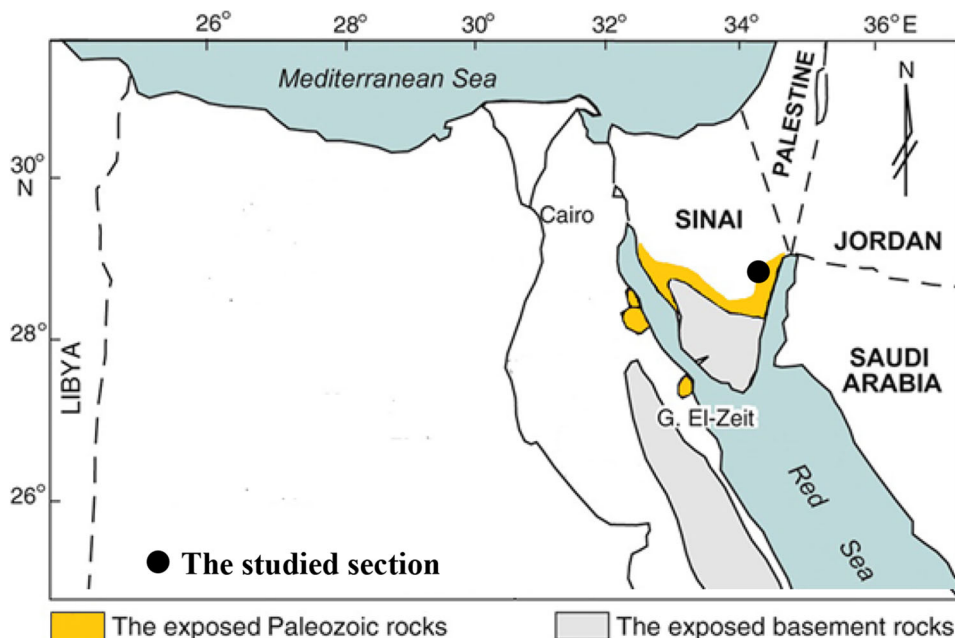 26° 28° 30° 32° 34° 36°E
Mediterranean Sea
N
PALESTINE
30°
N
Cairo
SINAI
JORDAN
28°
LIBYA
SAUDI
ARABIA
G. El-Zeit
26°
Red
Sea
The studied section
The exposed Paleozoic rocks
The exposed basement rocks